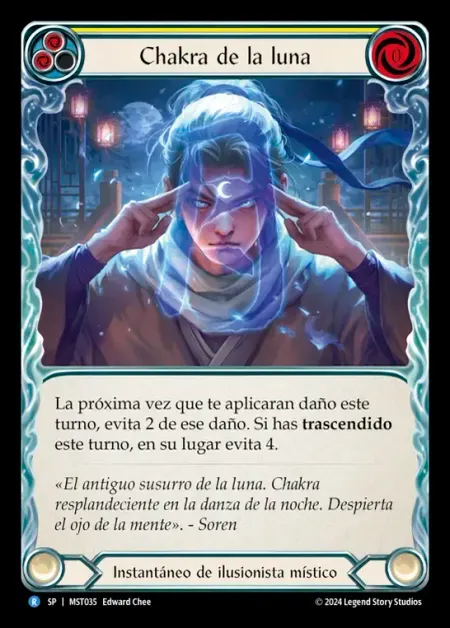 Chakra de la luna
0
La próxima vez que te aplicaran daño este
turno, evita 2 de ese daño. Si has trascendido
este turno, en su lugar evita 4.
«El antiguo susurro de la luna. Chakra
resplandeciente en la danza de la noche. Despierta
el ojo de la mente». - Soren
Instantáneo de ilusionista místico
R SP | MST035 Edward Chee © 2024 Legend Story Studios